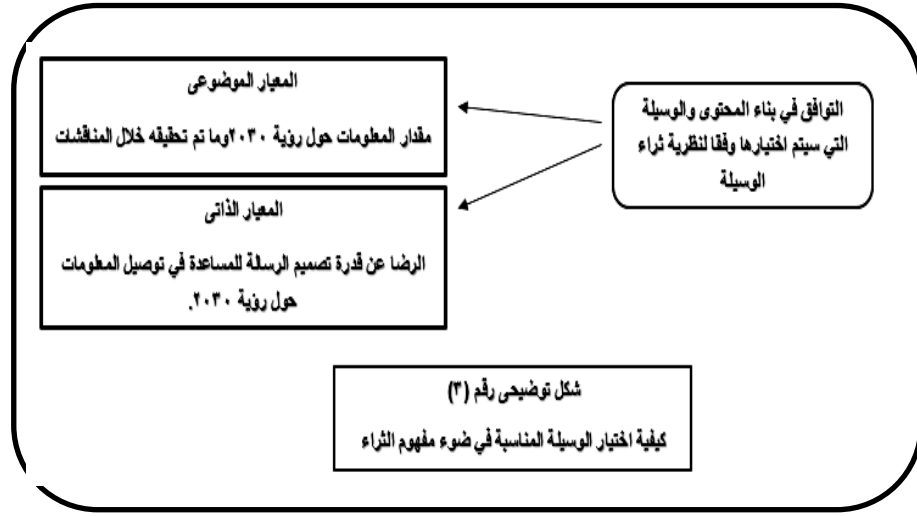 التوافق في بناء المحتوى والوسيلة
التي سيتم اختيارها وفقا لنظرية ثراء
الوسيلة
المعيار الموضوعى
مقدار المعلومات حول رؤية ٢٠٣٠وما تم تحقيقه خلال المناقشات
المعيار الذاتى
الرضا عن قدرة تصميم الرسالة للمساعدة في توصيل المعلومات
حول رؤية ٢٠٣٠.
شكل توضيحى رقم (٣)
كيفية اختيار الوسيلة المناسبة في ضوء مفهوم الثراء